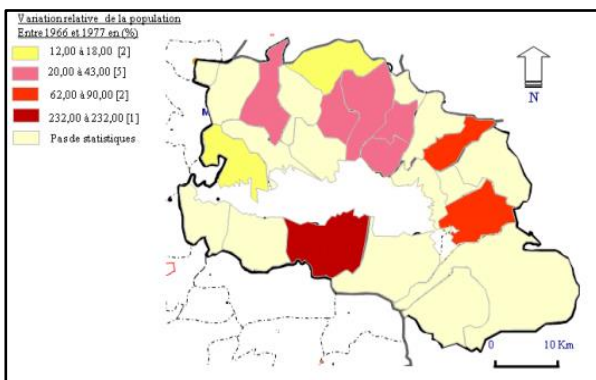 Variation relative de la population
Entre 1966 et 1977 en (%)
12,00 à 18,00 [2]
20,00 à 43,00 [5]
62,00 à 90,00 [2]
232,00 à 232,00 [1]
Pas de statistiques
M
N
0 10 Km